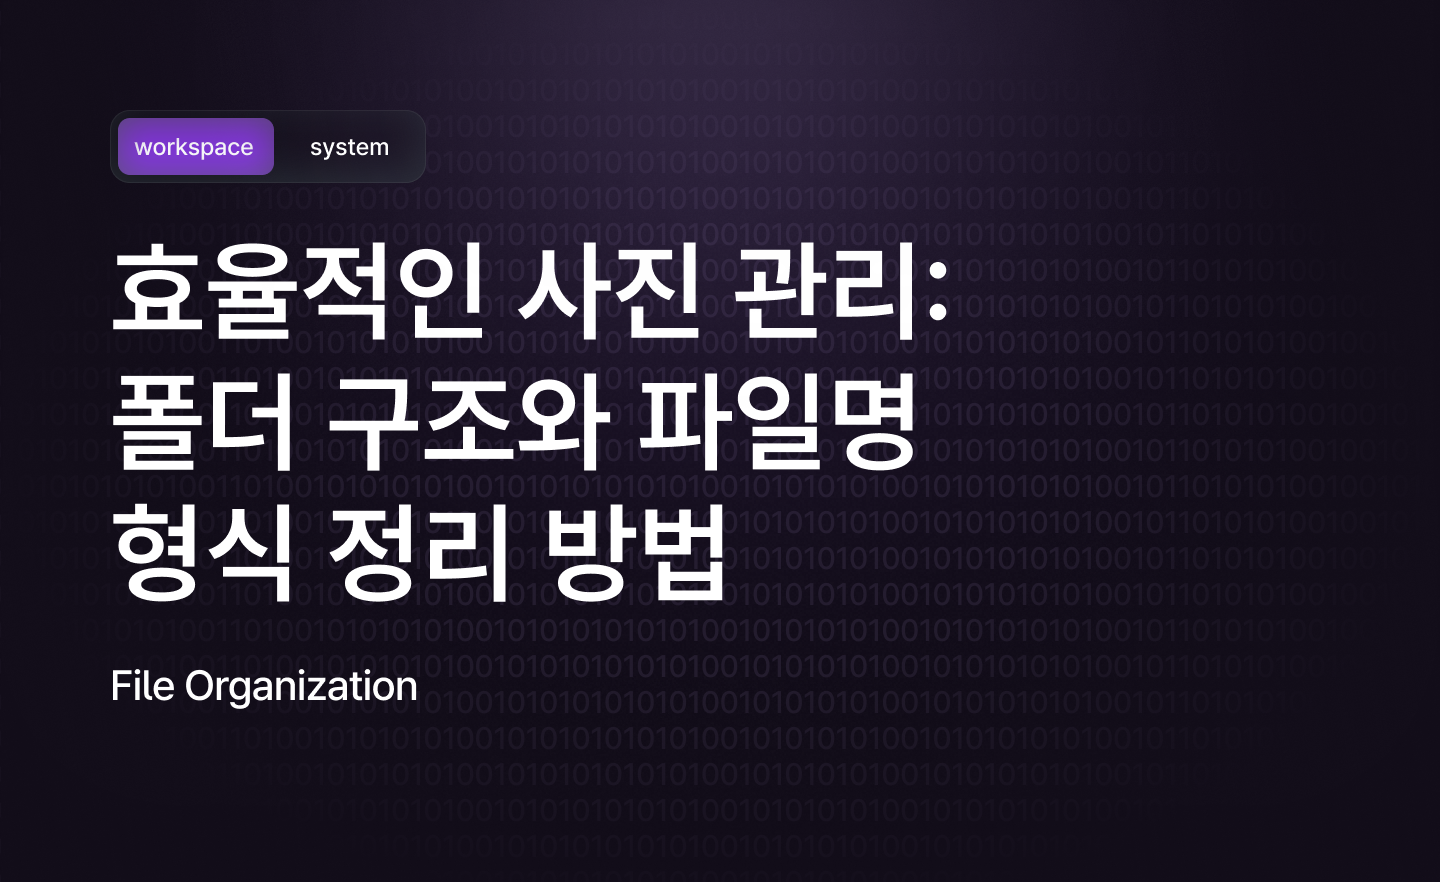 workspace system
효율적인 사진 관리:
폴더 구조와 파일명
형식 정리 방법
File Organization